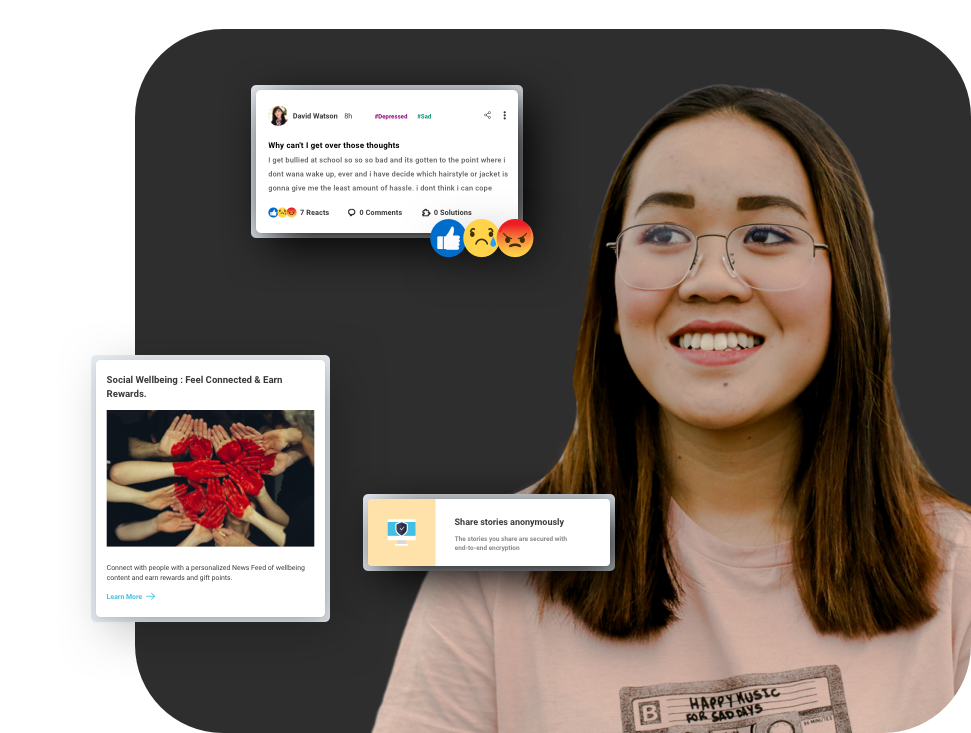 David Watson 8h #Depressed #Sad
Why can't I get over those thoughts
I get bullied at school so so so bad and its gotten to the point where i
dont wana wake up, ever and i have decide which hairstyle or jacket is
gonna give me the least amount of hassle. i dont think i can cope
7 Reacts 0 Comments 0 Solutions
Social Wellbeing : Feel Connected & Earn
Rewards.
Connect with people with a personalized News Feed of wellbeing
content and earn rewards and gift points.
Learn More
Share stories anonymously
The stories you share are secured with
end-to-end encryption
B
HAPPY MUSIC
FOR SAD DAYS